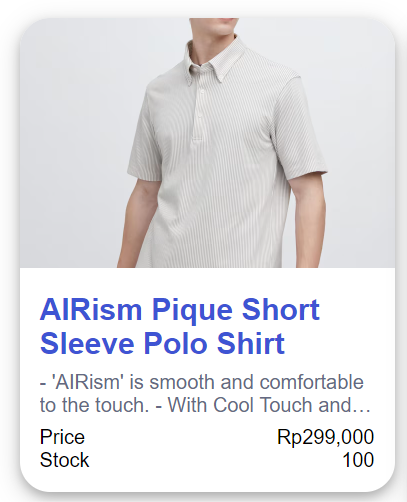 AIRism Pique Short
Sleeve Polo Shirt
- 'AIRism' is smooth and comfortable
to the touch. - With Cool Touch and...
Price Rp299,000
Stock 100